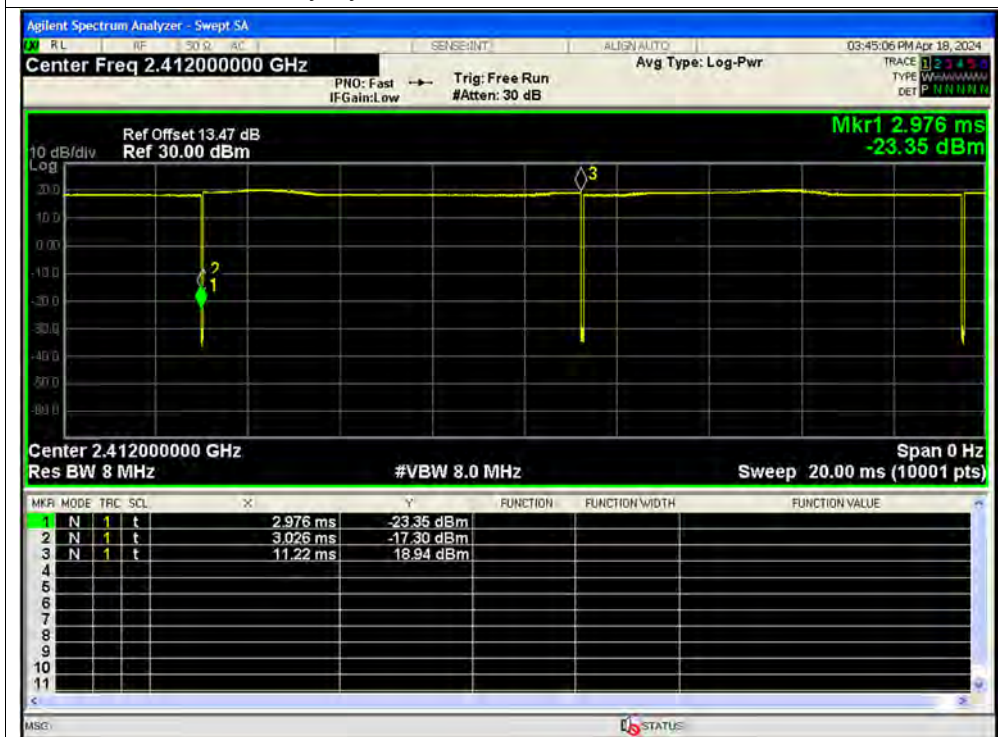 Agilent Spectrum Analyzer - Swept SA
RL RF 50 Ω AC SENSE:INT ALIGN AUTO 03:45:06 PM Apr 18, 2024
Center Freq 2.412000000 GHz
PNO: Fast
IFGain:Low
Trig: Free Run
#Atten: 30 dB
Avg Type: Log-Pwr
TRACE 1 2 3 4 5 6
TYPE
DET P N N N N N
Mkr1 2.976 ms
-23.35 dBm
Ref Offset 13.47 dB
10 dB/div Ref 30.00 dBm
Log
20.0
10.0
0.00
-10.0
-20.0
-30.0
-40.0
3
2
1
Center 2.412000000 GHz Span 0 Hz
Res BW 8 MHz #VBW 8.0 MHz Sweep 20.00 ms (10001 pts)
MKR MODE TRC SCL X Y FUNCTION FUNCTION WIDTH FUNCTION VALUE
1 N 1 t 2.976 ms -23.35 dBm
2 N 1 t 3.026 ms -17.30 dBm
3 N 1 t 11.22 ms 18.94 dBm
4
5
6
7
8
9
10
11
MSG STATUS